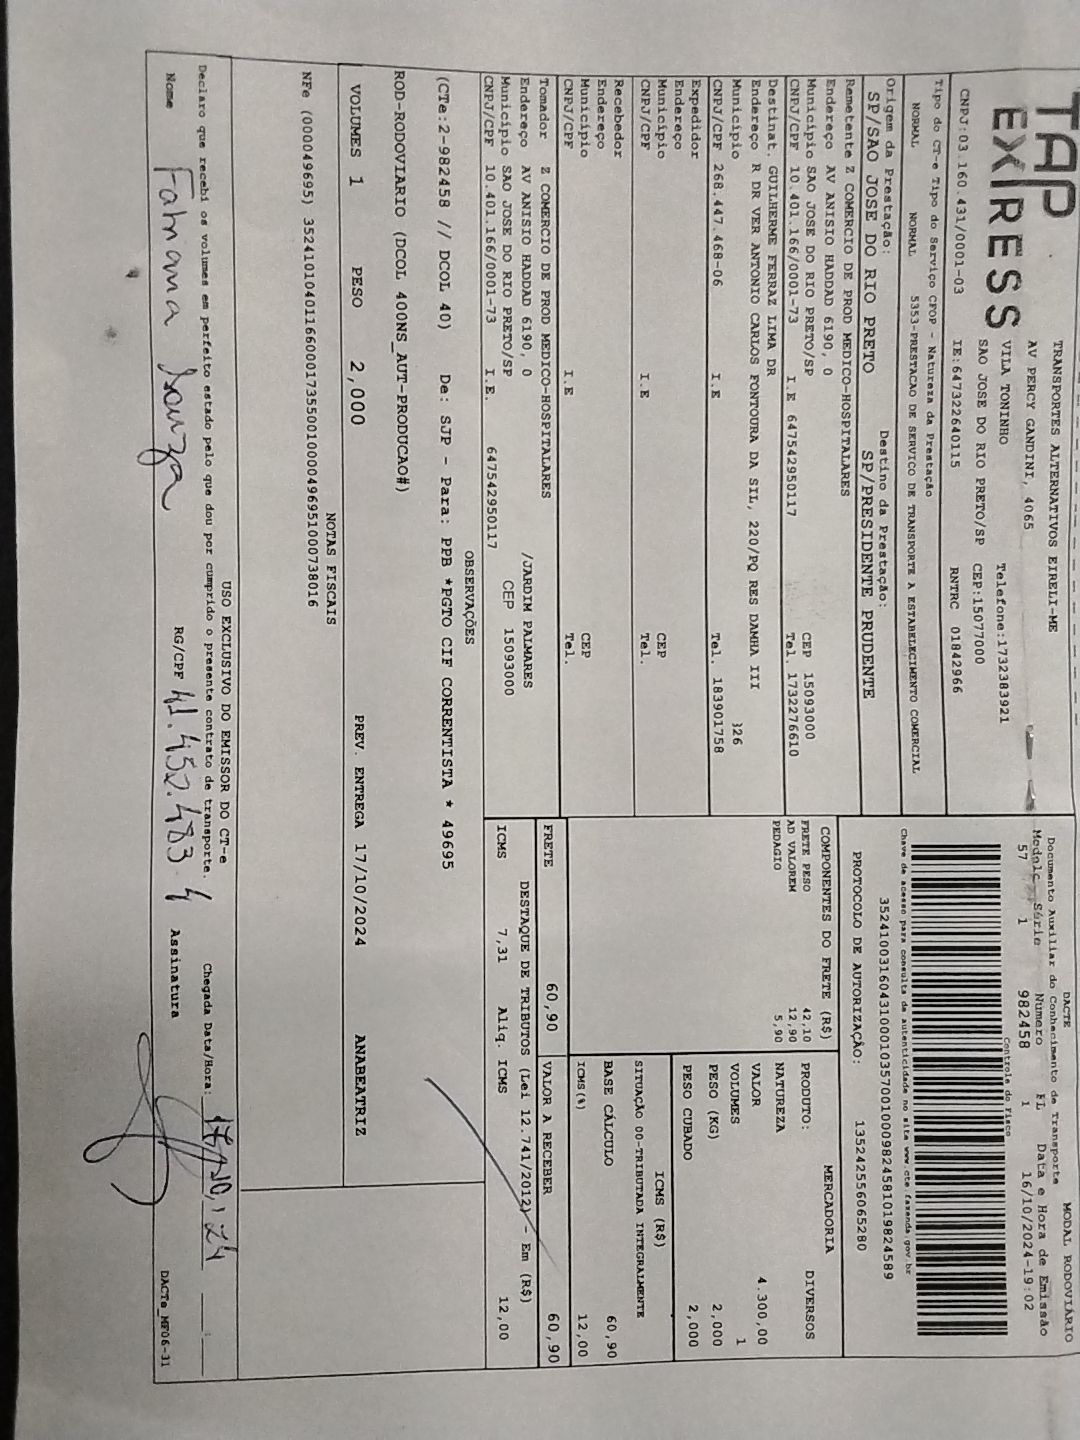 TAP
EXPRESS
TRANSPORTES ALTERNATIVOS EIRELI-ME
AV PERCY GANDINI, 4065
VILA TONINHO Telefone:1732383921
SAO JOSE DO RIO PRETO/SP CEP:15077000
CNPJ:03.160.431/0001-03 IE:647322640115 RNTRC 01842966
DACTE MODAL RODOVIÁRIO
Documento Auxiliar do Conhecimento de Transporte
Modelo Série Número FL Data e Hora de Emissão
57 1 982458 1 16/10/2024-19:02
Controle do Fisco
Tipo do CT-e Tipo do Serviço CFOP - Natureza da Prestação
NORMAL NORMAL 5353-PRESTACAO DE SERVICO DE TRANSPORTE A ESTABELECIMENTO COMERCIAL
Chave de acesso para consulta de autenticidade no site www.cte.fazenda.gov.br
35241003160431000103570010009824581019824589
Origem da Prestação: Destino da Prestação:
SP/SAO JOSE DO RIO PRETO SP/PRESIDENTE PRUDENTE
PROTOCOLO DE AUTORIZAÇÃO: 135242556065280
Remetente Z COMERCIO DE PROD MEDICO-HOSPITALARES
Endereço AV ANISIO HADDAD 6190, 0
Município SAO JOSE DO RIO PRETO/SP CEP 15093000
CNPJ/CPF 10.401.166/0001-73 I.E 647542950117 Tel. 1732276610
Destinat. GUILHERME FERRAZ LIMA DR
Endereço R DR VER ANTONIO CARLOS FONTOURA DA SIL, 220/PQ RES DAMHA III
Município 326
CNPJ/CPF 268.447.468-06 I.E Tel. 183901758
Expedidor
Endereço
Município CEP
CNPJ/CPF I.E Tel.
Recebedor
Endereço
Município CEP
CNPJ/CPF I.E Tel.
Tomador Z COMERCIO DE PROD MEDICO-HOSPITALARES
Endereço AV ANISIO HADDAD 6190, 0 /JARDIM PALMARES
Município SAO JOSE DO RIO PRETO/SP CEP 15093000
CNPJ/CPF 10.401.166/0001-73 I.E. 647542950117
COMPONENTES DO FRETE (R$)
FRETE PESO 42,10
AD VALOREM 12,90
PEDAGIO 5,90
MERCADORIA
PRODUTO: DIVERSOS
NATUREZA
VALOR 4.300,00
VOLUMES 1
PESO (KG) 2,000
PESO CUBADO 2,000
ICMS (R$)
SITUAÇÃO 00-TRIBUTADA INTEGRALMENTE
BASE CÁLCULO 60,90
ICMS(%) 12,00
FRETE 60,90 VALOR A RECEBER 60,90
DESTAQUE DE TRIBUTOS (Lei 12.741/2012) - Em (R$)
ICMS 7,31 Aliq. ICMS 12,00
OBSERVAÇÕES
(CTe:2-982458 // DCOL 40) De: SJP - Para: PPB *PGTO CIF CORRENTISTA * 49695
ROD-RODOVIARIO (DCOL 400NS_AUT-PRODUCAO#)
VOLUMES 1 PESO 2,000 PREV. ENTREGA 17/10/2024 ANABEATRIZ
NOTAS FISCAIS
NFe (000049695) 35241010401166000173550010000496951000738016
USO EXCLUSIVO DO EMISSOR DO CT-e
Declaro que recebi os volumes em perfeito estado pelo que dou por cumprido o presente contrato de transporte. Chegada Data/Hora: 17/10/24 :
Nome RG/CPF 41.452.483-4 Assinatura
Souza
DACTe_MF06-31